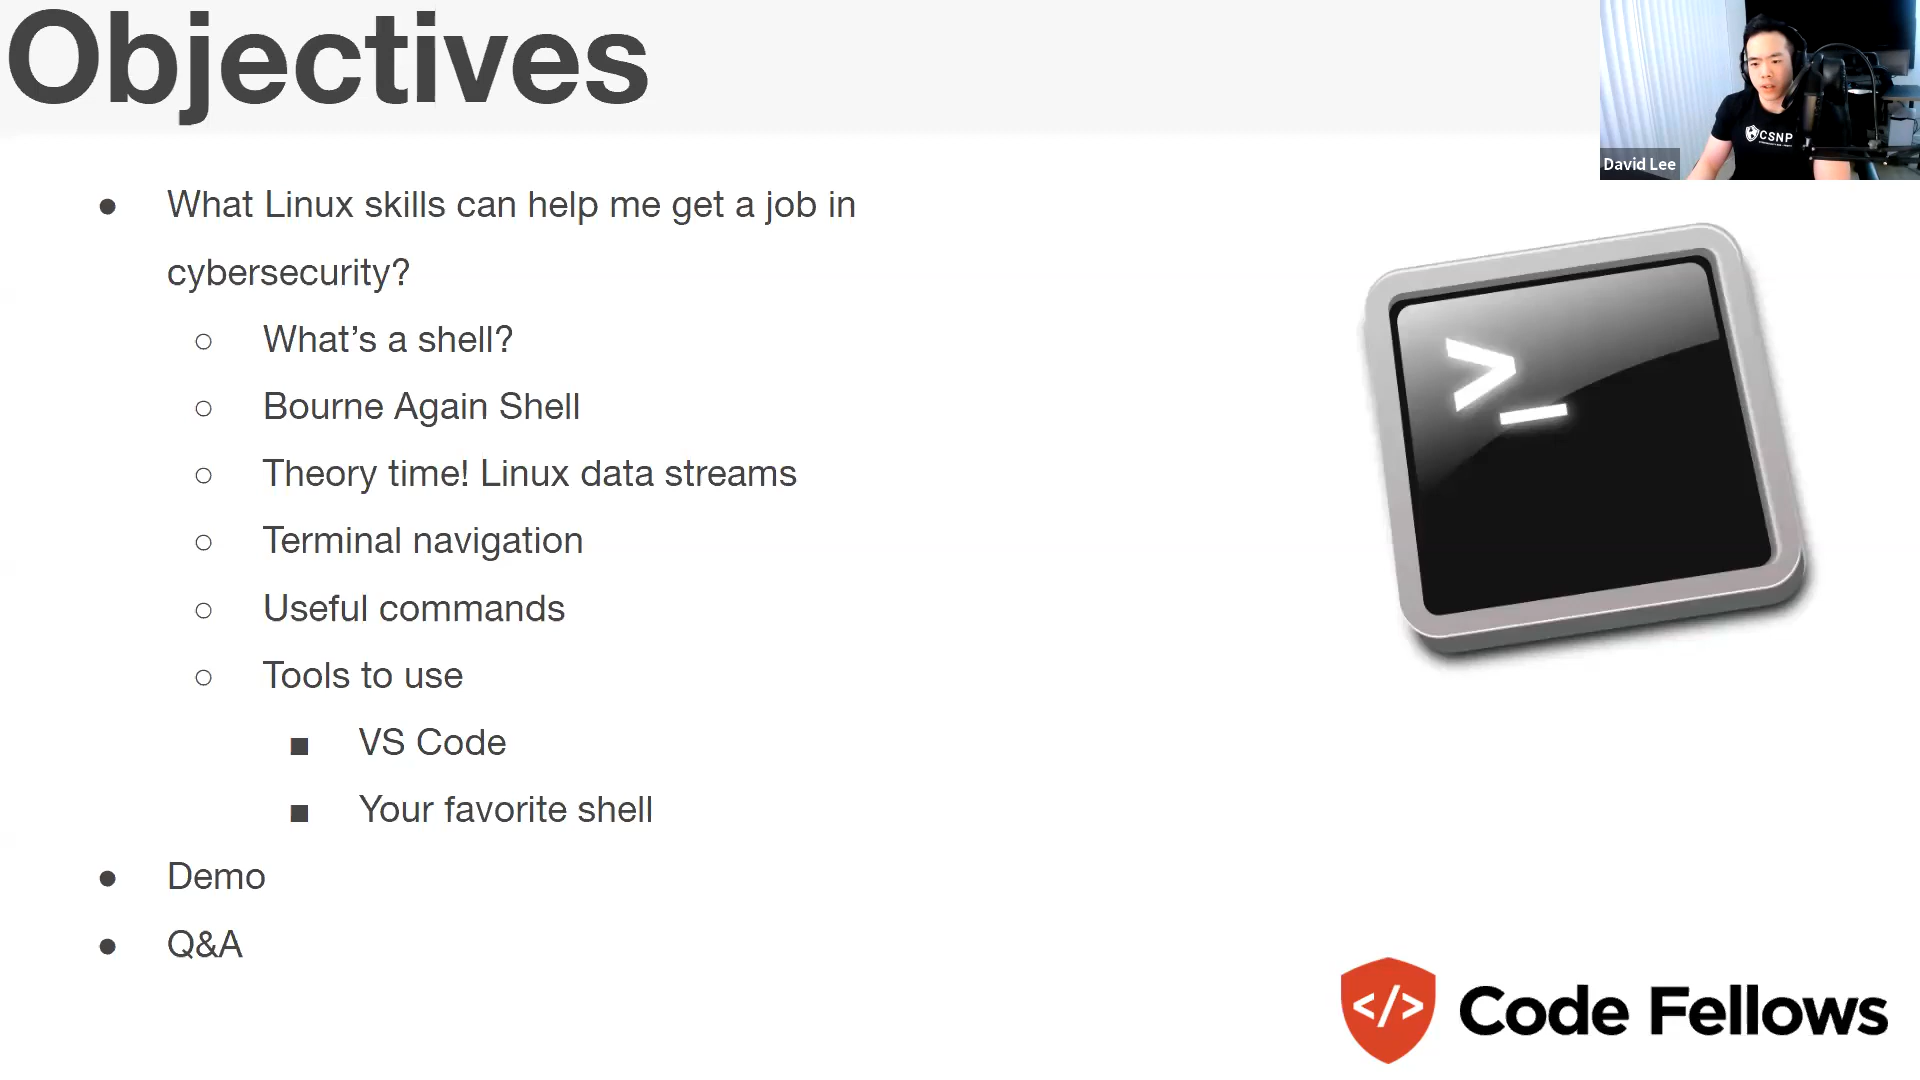 Objectives
CSNP
David Lee
● What Linux skills can help me get a job in
cybersecurity?
○ What’s a shell?
○ Bourne Again Shell
○ Theory time! Linux data streams
○ Terminal navigation
○ Useful commands
○ Tools to use
■ VS Code
■ Your favorite shell
● Demo
● Q&A
>_
</> Code Fellows